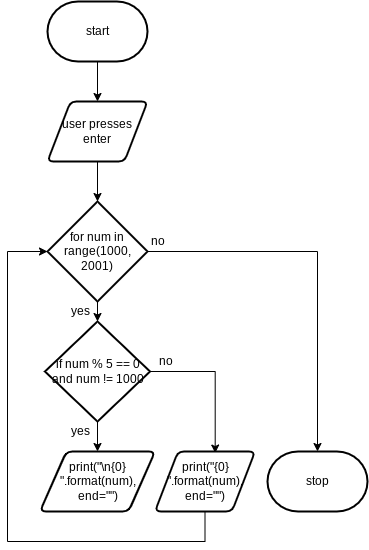 start
user presses
enter
for num in
range(1000,
2001)
no
yes
if num % 5 == 0
and num != 1000
no
yes
print("\n{0}
".format(num),
end="")
print("{0}
".format(num)
end="")
stop